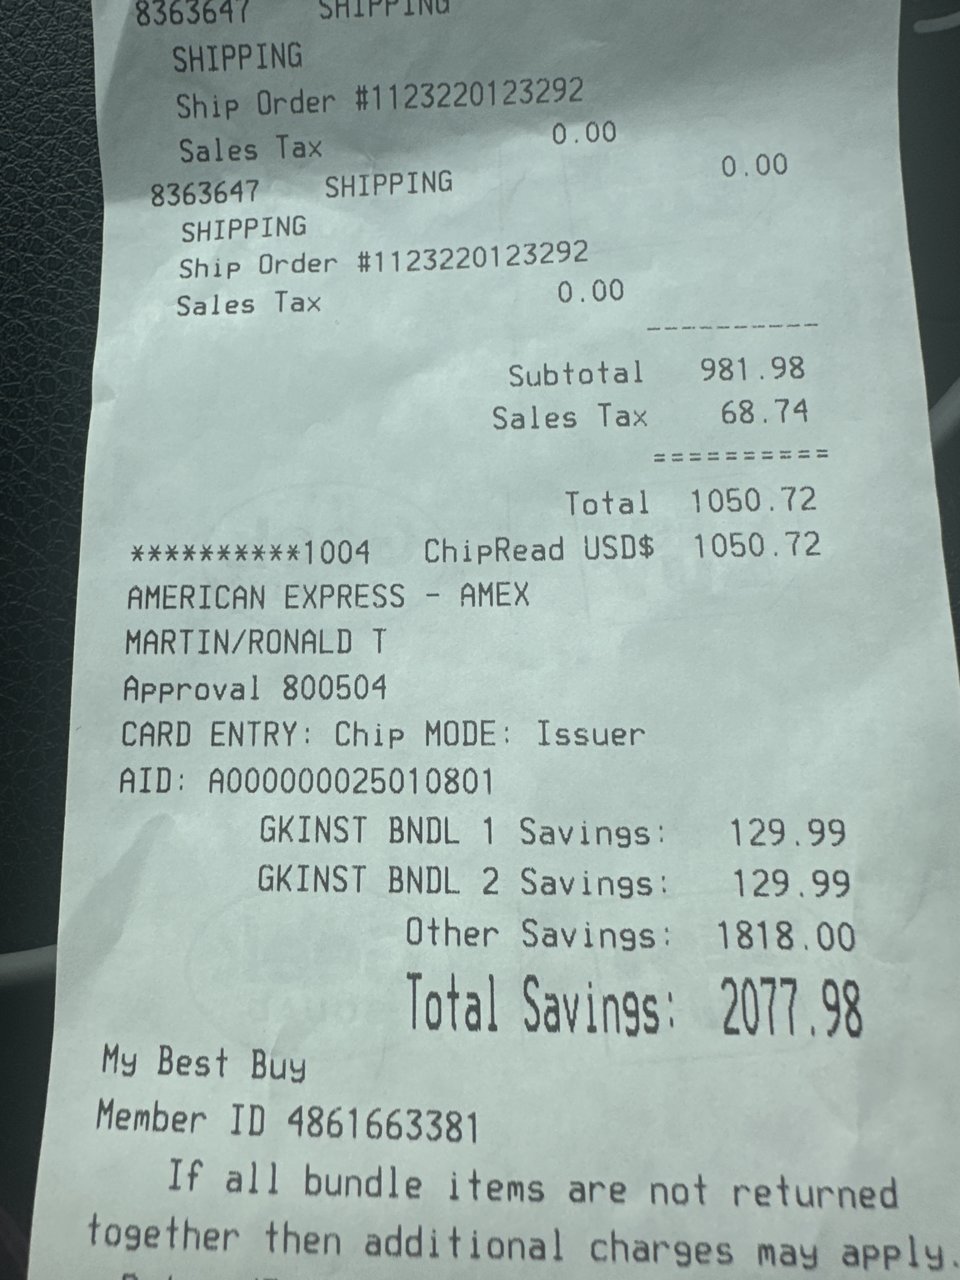 8363647 SHIPPING
SHIPPING
Ship Order #1123220123292
Sales Tax 0.00
8363647 SHIPPING 0.00
SHIPPING
Ship Order #1123220123292
Sales Tax 0.00
----------
Subtotal 981.98
Sales Tax 68.74
==========
Total 1050.72
**********1004 ChipRead USD$ 1050.72
AMERICAN EXPRESS - AMEX
MARTIN/RONALD T
Approval 800504
CARD ENTRY: Chip MODE: Issuer
AID: A000000025010801
GKINST BNDL 1 Savings: 129.99
GKINST BNDL 2 Savings: 129.99
Other Savings: 1818.00
Total Savings: 2077.98
My Best Buy
Member ID 4861663381
If all bundle items are not returned
together then additional charges may apply.